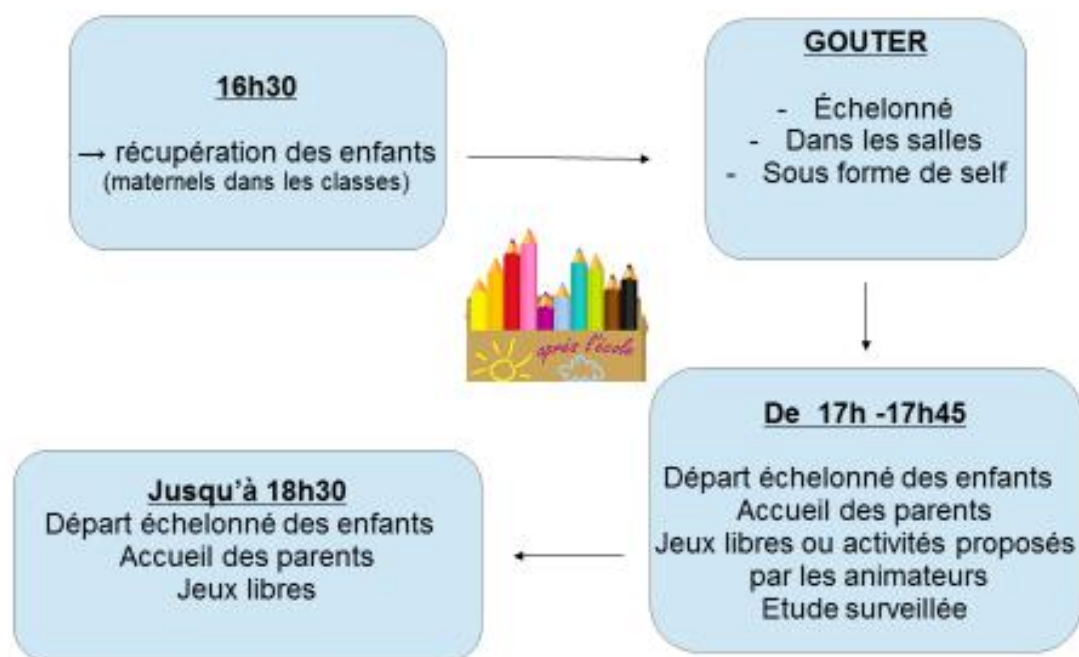 16h30
→ récupération des enfants
(maternels dans les classes)
GOUTER
- Échelonné
- Dans les salles
- Sous forme de self
après l'école
De 17h -17h45
Départ échelonné des enfants
Accueil des parents
Jeux libres ou activités proposés
par les animateurs
Etude surveillée
Jusqu'à 18h30
Départ échelonné des enfants
Accueil des parents
Jeux libres